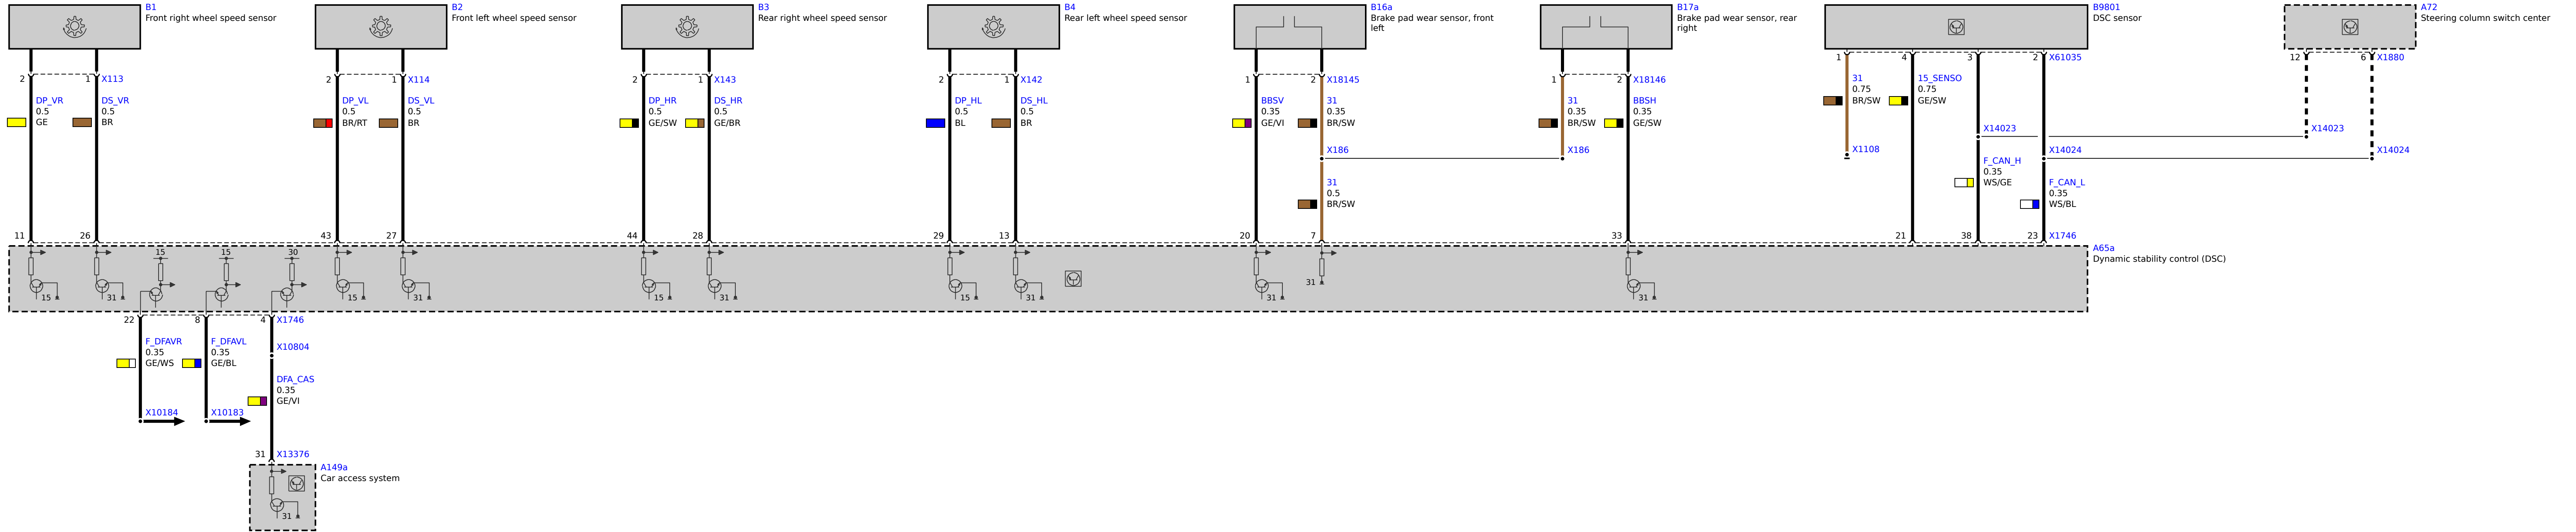 B1
Front right wheel speed sensor
B2
Front left wheel speed sensor
B3
Rear right wheel speed sensor
B4
Rear left wheel speed sensor
B16a
Brake pad wear sensor, front
left
B17a
Brake pad wear sensor, rear
right
B9801
DSC sensor
A72
Steering column switch center
2 1 X113
2 1 X114
2 1 X143
2 1 X142
1 2 X18145
1 2 X18146
1 4 3 2 X61035
12 6 X1880
DP_VR
0.5
GE
DS_VR
0.5
BR
DP_VL
0.5
BR/RT
DS_VL
0.5
BR
DP_HR
0.5
GE/SW
DS_HR
0.5
GE/BR
DP_HL
0.5
BL
DS_HL
0.5
BR
BBSV
0.35
GE/VI
31
0.35
BR/SW
31
0.35
BR/SW
BBSH
0.35
GE/SW
31
0.75
BR/SW
15_SENSO
0.75
GE/SW
X14023
X14023
X186
X186
X1108
X14024
X14024
F_CAN_H
0.35
WS/GE
31
0.5
BR/SW
F_CAN_L
0.35
WS/BL
11 26 43 27 44 28 29 13 20 7 33 21 38 23 X1746
A65a
Dynamic stability control (DSC)
15 15 30
15 31 15 31 15 31 15 31 31 31 31
22 8 4 X1746
F_DFAVR
0.35
GE/WS
F_DFAVL
0.35
GE/BL
X10804
DFA_CAS
0.35
GE/VI
X10184
X10183
31 X13376
A149a
Car access system
31